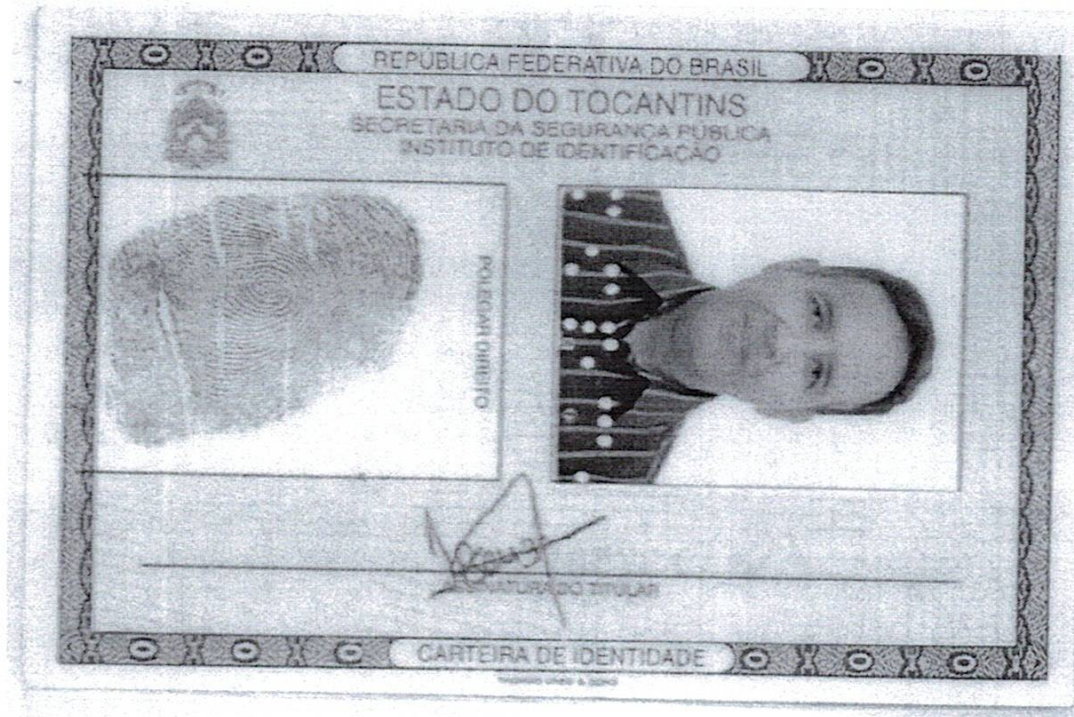 REPÚBLICA FEDERATIVA DO BRASIL
ESTADO DO TOCANTINS
SECRETARIA DA SEGURANÇA PÚBLICA
INSTITUTO DE IDENTIFICAÇÃO
POLEGAR DIREITO
ASSINATURA DO TITULAR
CARTEIRA DE IDENTIDADE